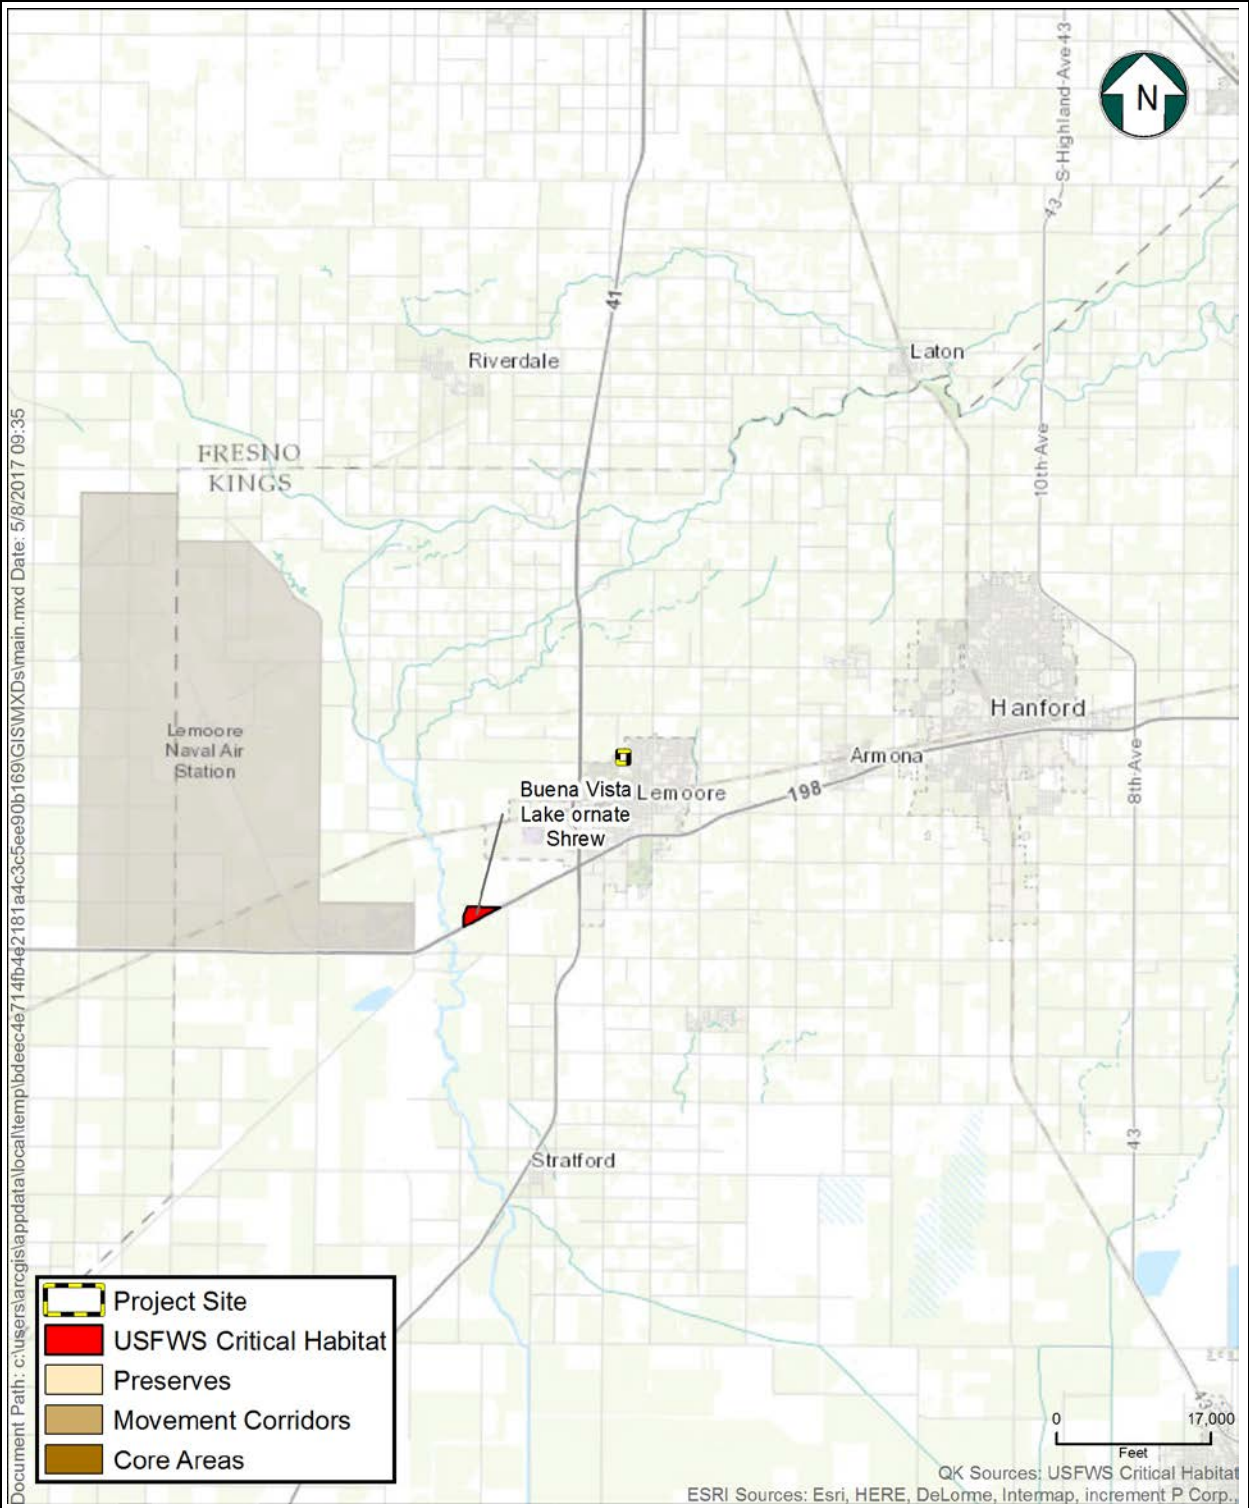 N
43
S Highland Ave
43
41
Riverdale
Laton
FRESNO
KINGS
10th Ave
Hanford
Lemoore
Naval Air
Station
Armona
8th Ave
Buena Vista
Lake ornate
Shrew
Lemoore
198
43
Stratford
Project Site
USFWS Critical Habitat
Preserves
Movement Corridors
Core Areas
43
0 17,000
Feet
QK Sources: USFWS Critical Habitat
ESRI Sources: Esri, HERE, DeLorme, Intermap, increment P Corp.,
Document Path: c:\users\arcgis\appdata\local\temp\bdeec4e714fb4e2181a4c3c5ee90b169\GIS\MXDs\main.mxd Date: 5/8/2017 09:35